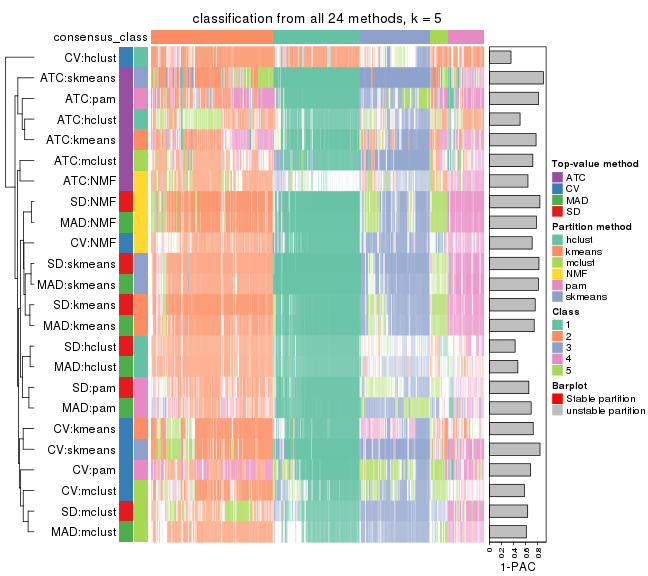 classification from all 24 methods, k = 5
consensus_class
CV:hclust
ATC:skmeans
ATC:pam
ATC:hclust
ATC:kmeans
ATC:mclust
ATC:NMF
SD:NMF
MAD:NMF
CV:NMF
SD:skmeans
MAD:skmeans
SD:kmeans
MAD:kmeans
SD:hclust
MAD:hclust
SD:pam
MAD:pam
CV:kmeans
CV:skmeans
CV:pam
CV:mclust
SD:mclust
MAD:mclust
0 0.2 0.4 0.6 0.8
1-PAC
Top-value method
ATC
CV
MAD
SD
Partition method
hclust
kmeans
mclust
NMF
pam
skmeans
Class
1
2
3
4
5
Barplot
Stable partition
unstable partition